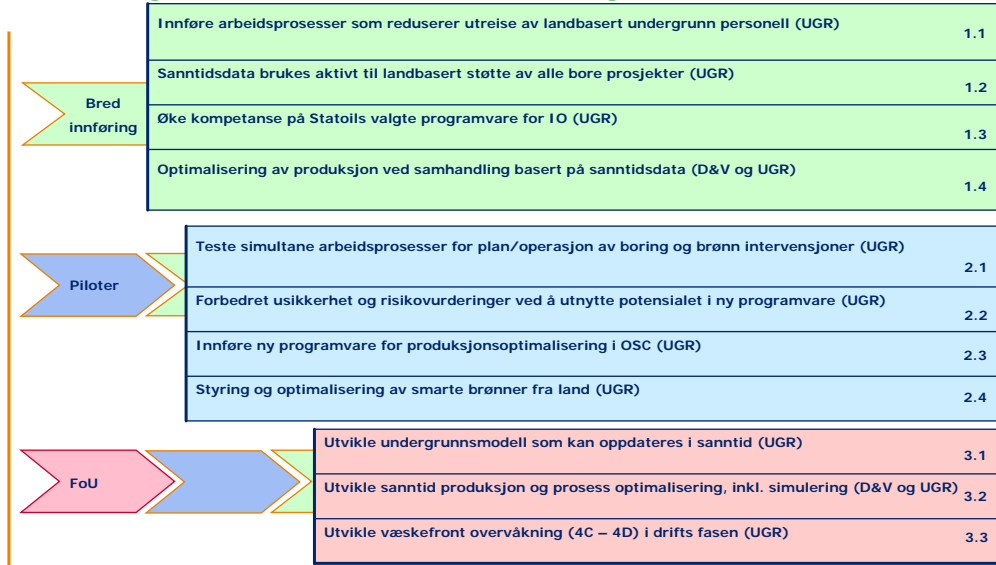 Innføre arbeidsprosesser som reduserer utreise av landbasert undergrunn personell (UGR)
1.1
Sanntidsdata brukes aktivt til landbasert støtte av alle bore prosjekter (UGR)
1.2
Bred
innføring
Øke kompetanse på Statoils valgte programvare for IO (UGR)
1.3
Optimalisering av produksjon ved samhandling basert på sanntidsdata (D&V og UGR)
1.4
Teste simultane arbeidsprosesser for plan/operasjon av boring og brønn intervensjoner (UGR)
2.1
Piloter
Forbedret usikkerhet og risikovurderinger ved å utnytte potensialet i ny programvare (UGR)
2.2
Innføre ny programvare for produksjonsoptimalisering i OSC (UGR)
2.3
Styring og optimalisering av smarte brønner fra land (UGR)
2.4
Utvikle undergrunnsmodell som kan oppdateres i sanntid (UGR)
3.1
FoU
Utvikle sanntid produksjon og prosess optimalisering, inkl. simulering (D&V og UGR)
3.2
Utvikle væskefront overvåkning (4C – 4D) i drifts fasen (UGR)
3.3